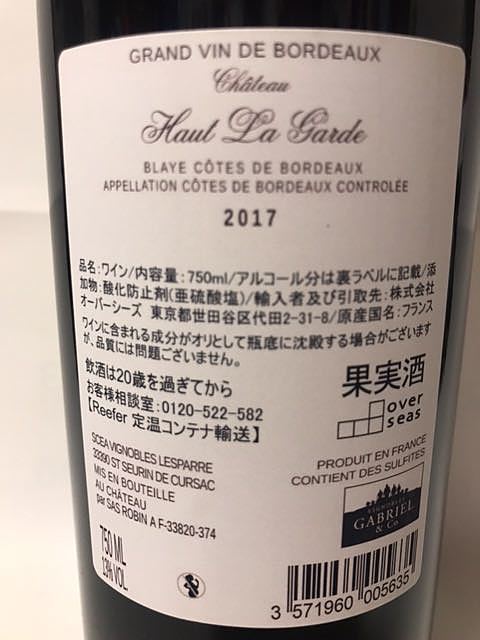 GRAND VIN DE BORDEAUX
Château
Haut La Garde
BLAYE CÔTES DE BORDEAUX
APPELLATION CÔTES DE BORDEAUX CONTROLÉE
2017
品名:ワイン/内容量:750ml/アルコール分は裏ラベルに記載/添
加物:酸化防止剤(亜硫酸塩)/輸入者及び引取先:株式会社
オーバーシーズ 東京都世田谷区代田2-31-8/原産国名:フランス
ワインに含まれる成分がオリとして瓶底に沈殿する場合がございます
が、品質には問題ございません。
飲酒は20歳を過ぎてから
お客様相談室:0120-522-582
【Reefer 定温コンテナ輸送】
果実酒
over
seas
SCEA VIGNOBLES LESPARRE
33390 ST SEURIN DE CURSAC
MIS EN BOUTEILLE
AU CHÂTEAU
par SAS ROBIN A F-33820-374
PRODUIT EN FRANCE
CONTIENT DES SULFITES
VIGNOBLES
GABRIEL
& Co
750 ML
13% VOL.
3 571960 005635